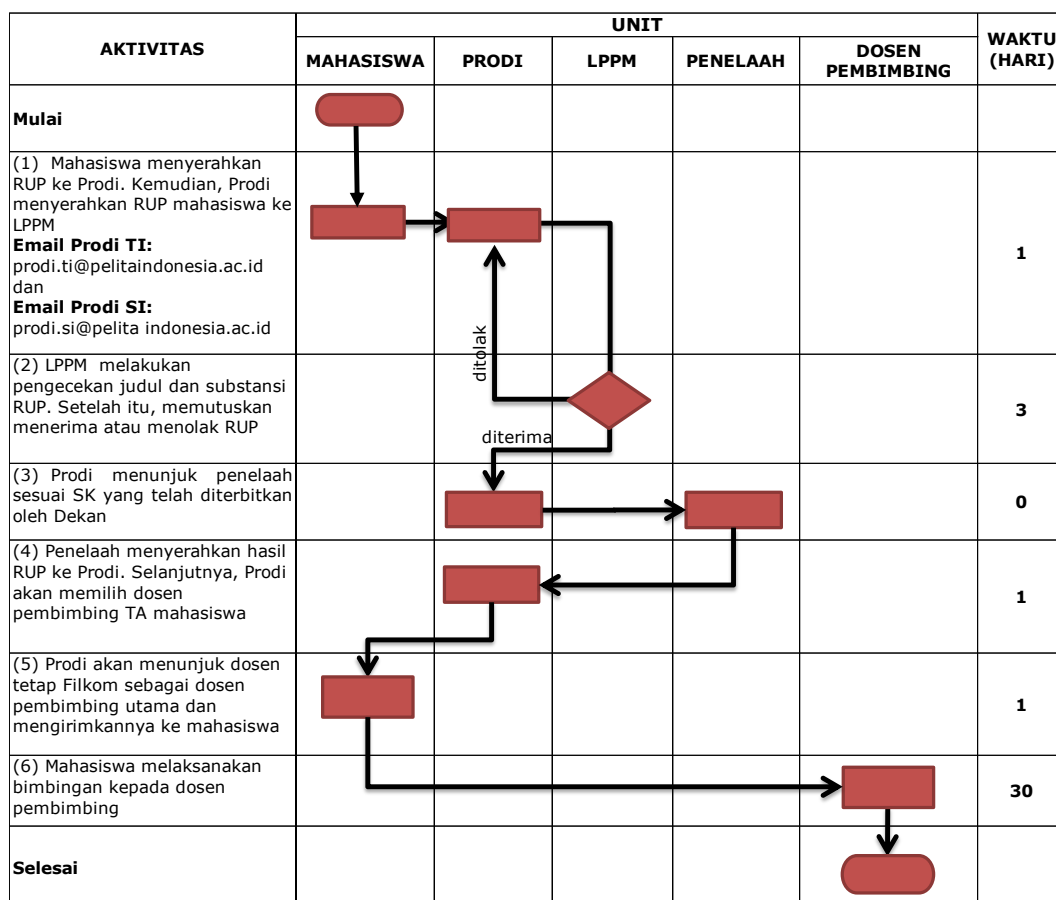 AKTIVITAS
UNIT
WAKTU
(HARI)
MAHASISWA
PRODI
LPPM
PENELAAH
DOSEN
PEMBIMBING
Mulai
(1) Mahasiswa menyerahkan
RUP ke Prodi. Kemudian, Prodi
menyerahkan RUP mahasiswa ke
LPPM
Email Prodi TI:
prodi.ti@pelitaindonesia.ac.id
dan
Email Prodi SI:
prodi.si@pelita indonesia.ac.id
1
ditolak
(2) LPPM melakukan
pengecekan judul dan substansi
RUP. Setelah itu, memutuskan
menerima atau menolak RUP
3
diterima
(3) Prodi menunjuk penelaah
sesuai SK yang telah diterbitkan
oleh Dekan
0
(4) Penelaah menyerahkan hasil
RUP ke Prodi. Selanjutnya, Prodi
akan memilih dosen
pembimbing TA mahasiswa
1
(5) Prodi akan menunjuk dosen
tetap Filkom sebagai dosen
pembimbing utama dan
mengirimkannya ke mahasiswa
1
(6) Mahasiswa melaksanakan
bimbingan kepada dosen
pembimbing
30
Selesai